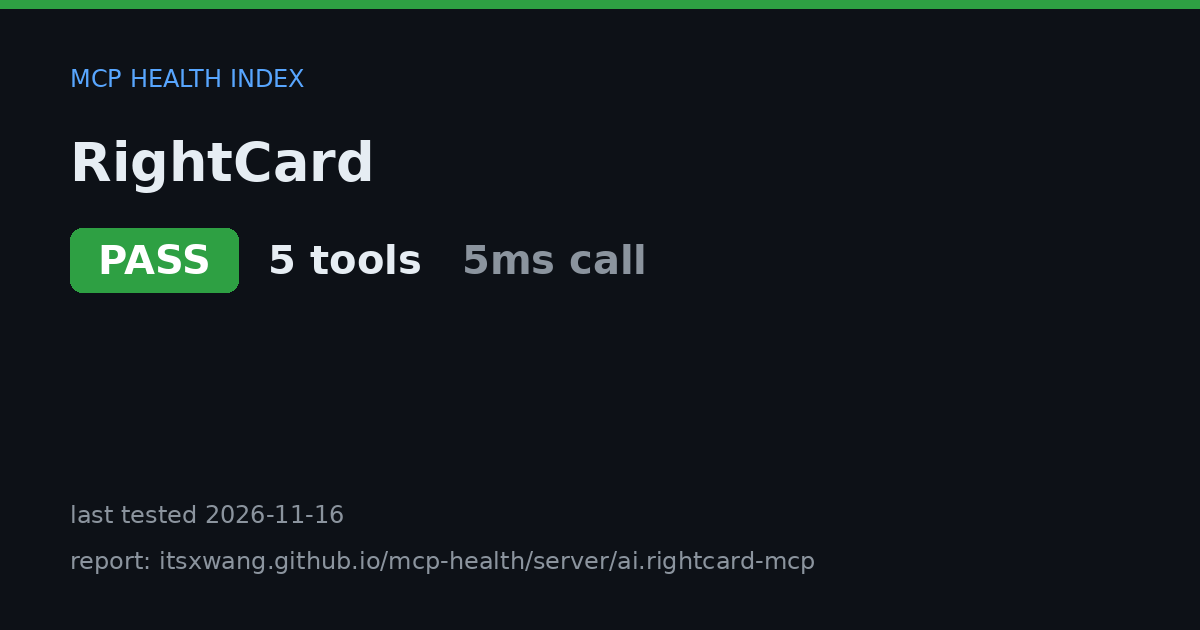 MCP HEALTH INDEX
RightCard
PASS 5 tools 5ms call
last tested 2026-11-16
report: itsxwang.github.io/mcp-health/server/ai.rightcard-mcp